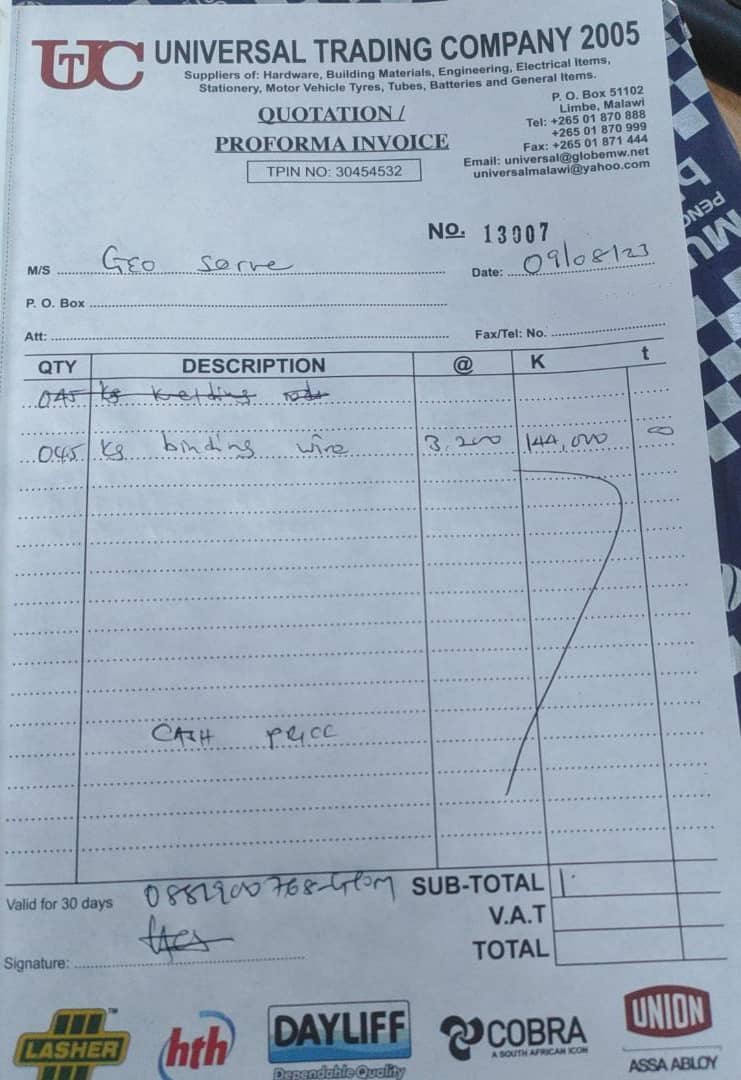 UTC UNIVERSAL TRADING COMPANY 2005
Suppliers of: Hardware, Building Materials, Engineering, Electrical Items,
Stationery, Motor Vehicle Tyres, Tubes, Batteries and General Items.
QUOTATION /
PROFORMA INVOICE
TPIN NO: 30454532
P. O. Box 51102
Limbe, Malawi
Tel: +265 01 870 888
+265 01 870 999
Fax: +265 01 871 444
Email: universal@globemw.net
universalmalawi@yahoo.com
No. 13007
M/S Geo Serve
Date: 09/08/23
P. O. Box
Att:
Fax/Tel: No.
QTY DESCRIPTION @ K t
045 kg welding rods
045 kg binding wire 3,200 144,000 00
CASH PRICE
Valid for 30 days
SUB-TOTAL
V.A.T
TOTAL
Signature:
LASHER™
hth
DAYLIFF
Dependable Quality
COBRA
A SOUTH AFRICAN ICON
UNION
ASSA ABLOY